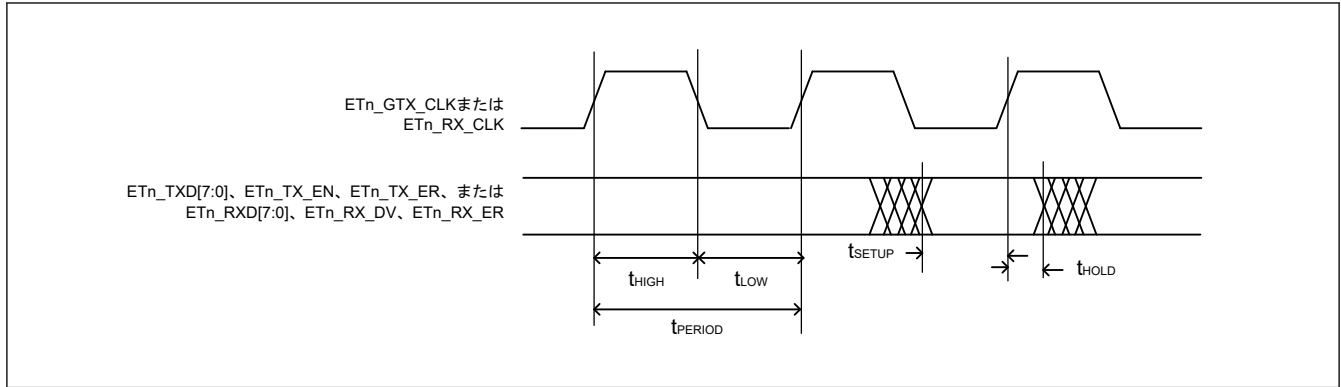 ETn_GTX_CLKまたは
ETn_RX_CLK
ETn_TXD[7:0]、ETn_TX_EN、ETn_TX_ER、または
ETn_RXD[7:0]、ETn_RX_DV、ETn_RX_ER
tSETUP
tHOLD
tHIGH
tLOW
tPERIOD